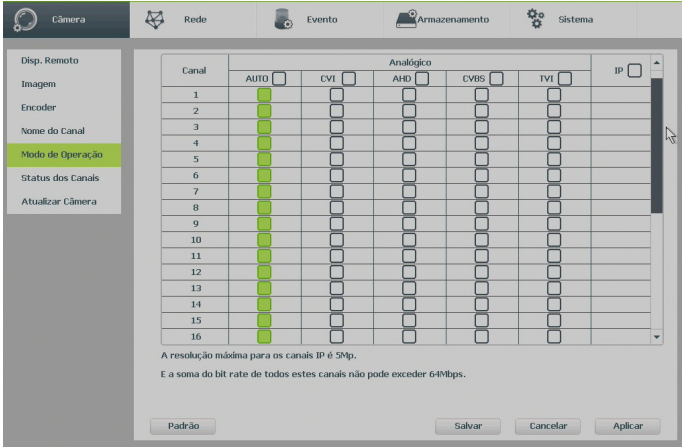 Câmera Rede Evento Armazenamento Sistema
Disp. Remoto
Imagem
Encoder
Nome do Canal
Modo de Operação
Status dos Canais
Atualizar Câmera
Canal Analógico IP
AUTO CVI AHD CVBS TVI
1
2
3
4
5
6
7
8
9
10
11
12
13
14
15
16
A resolução máxima para os canais IP é 5Mp.
E a soma do bit rate de todos estes canais não pode exceder 64Mbps.
Padrão Salvar Cancelar Aplicar